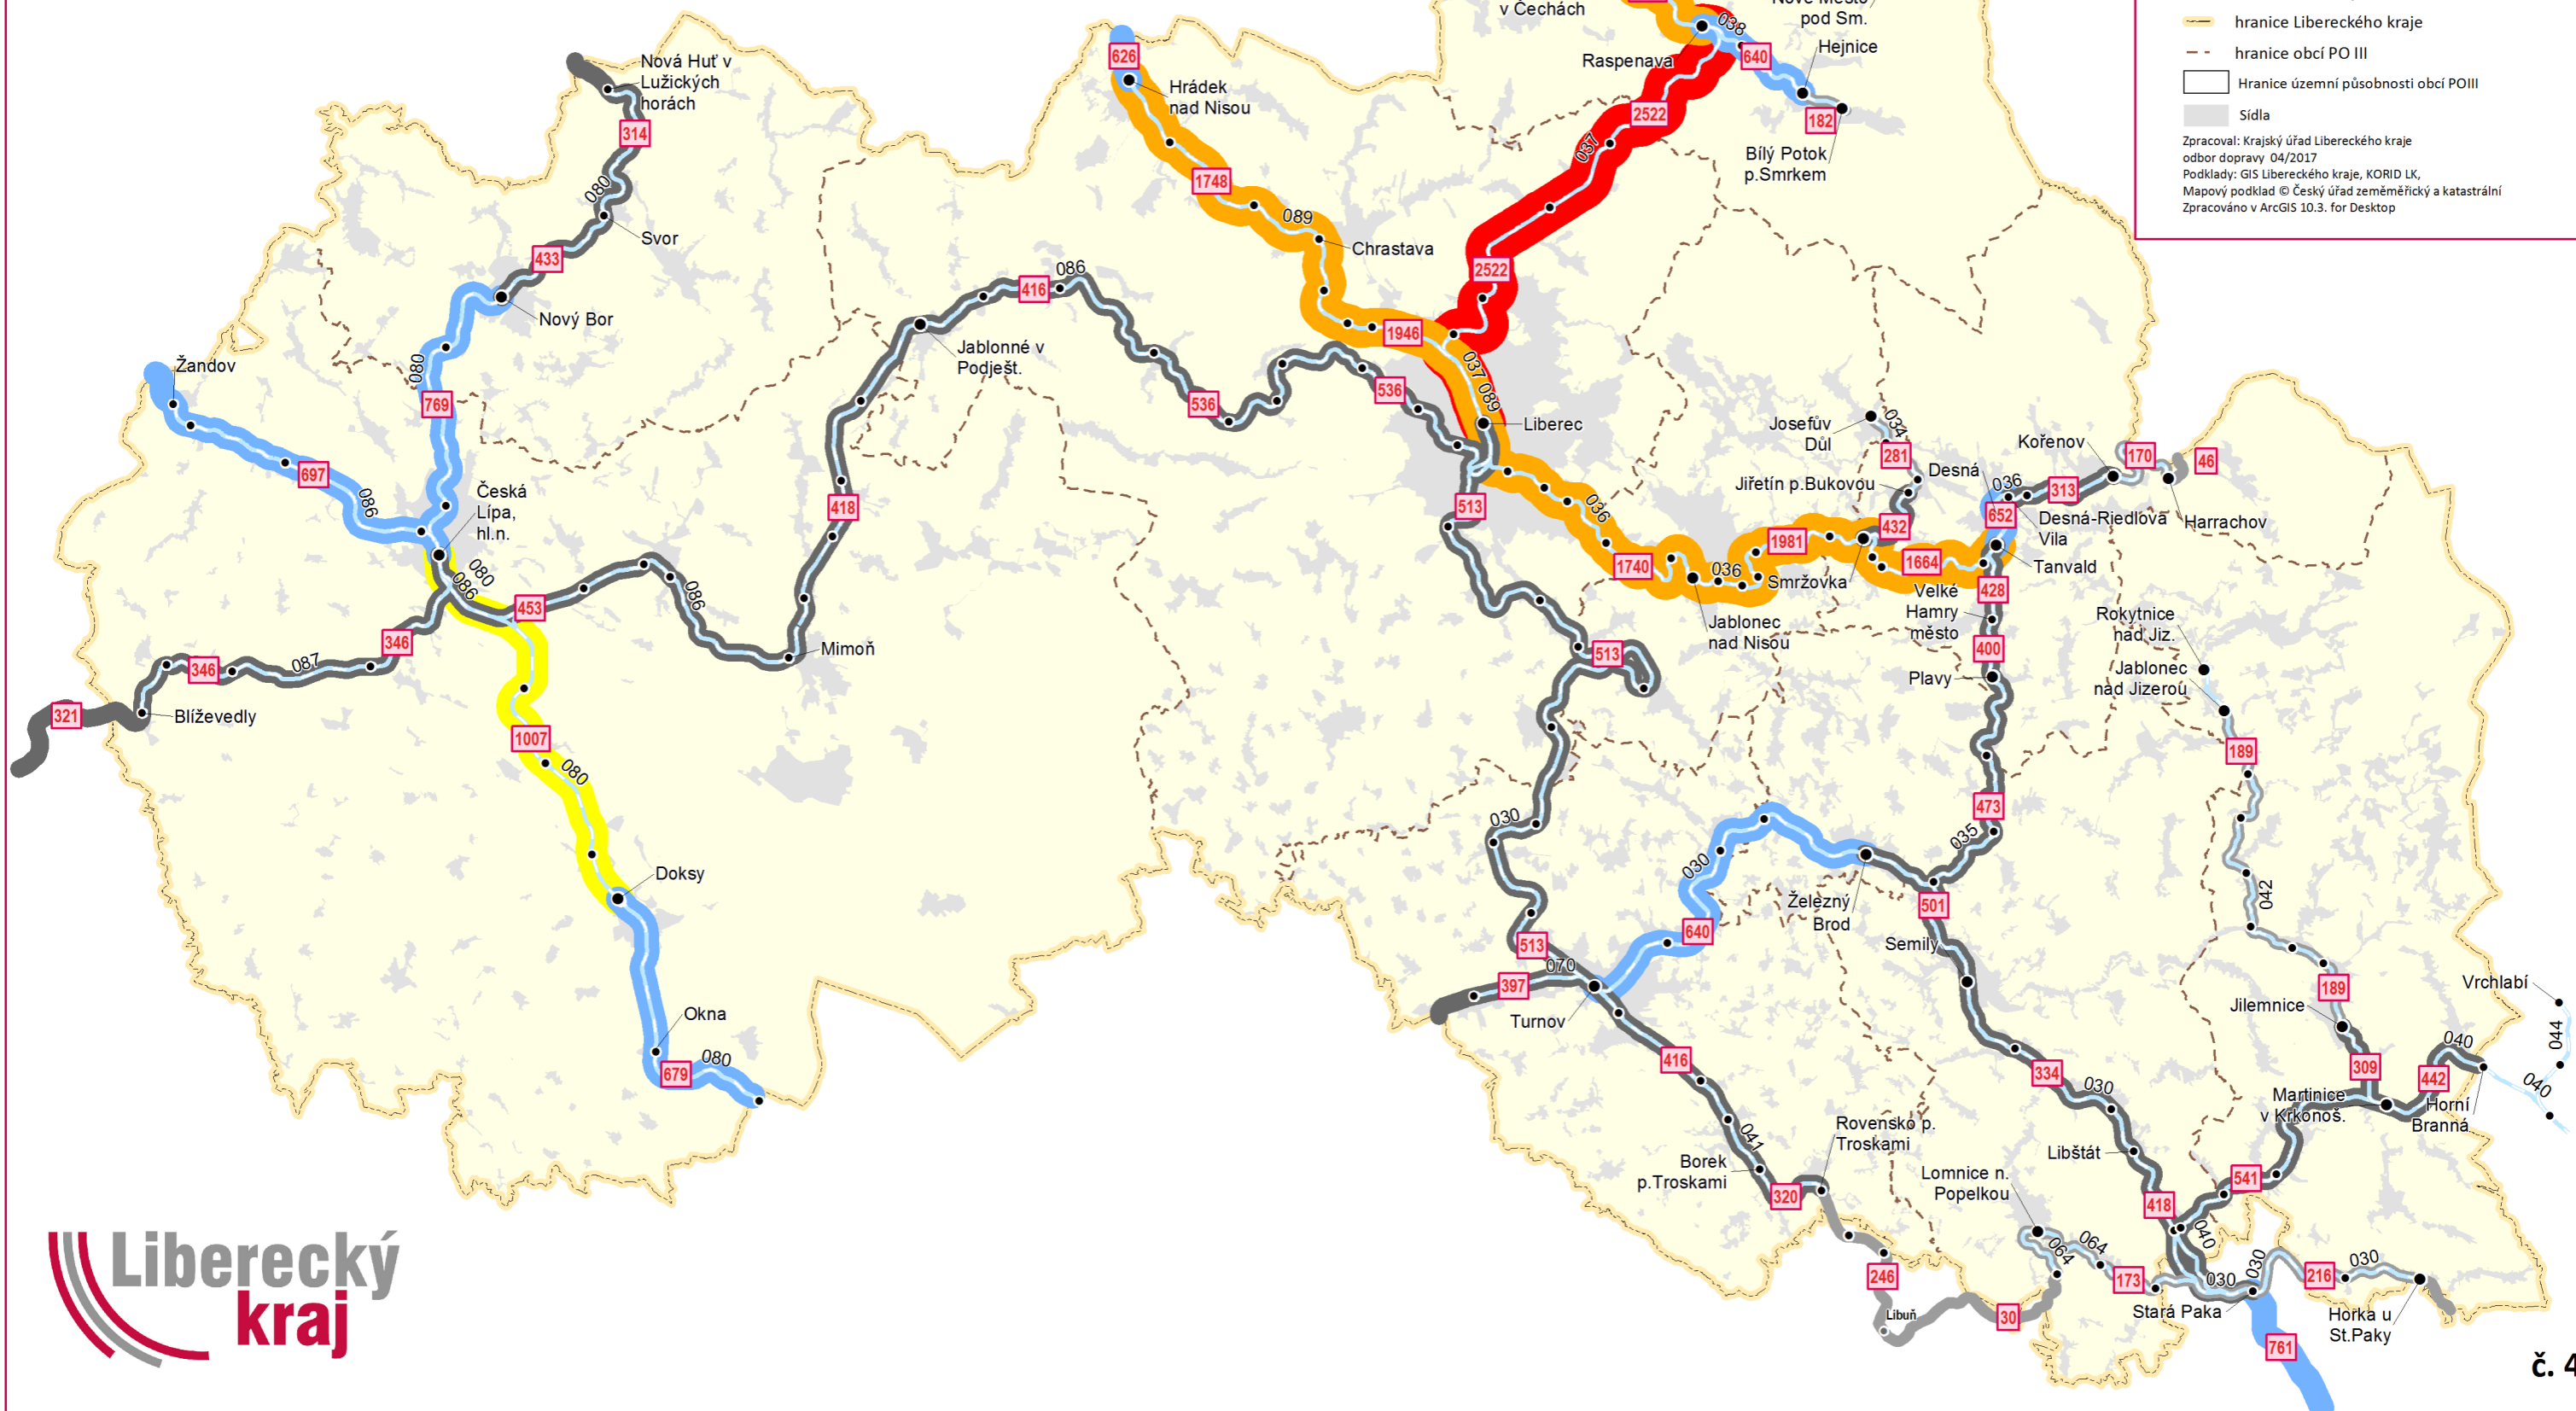 v Čechách
Nové Město
pod Sm.
038
640
Hejnice
Raspenava
2522
182
037
Bílý Potok
p.Smrkem
hranice Libereckého kraje
hranice obcí PO III
Hranice územní působnosti obcí POIII
Sídla
Zpracoval: Krajský úřad Libereckého kraje
odbor dopravy 04/2017
Podklady: GIS Libereckého kraje, KORID LK,
Mapový podklad © Český úřad zeměměřický a katastrální
Zpracováno v ArcGIS 10.3. for Desktop
Nová Huť v
Lužických
horách
314
080
Svor
433
Nový Bor
080
769
626
Hrádek
nad Nisou
1748
089
Chrastava
2522
1946
037
089
Liberec
086
416
Jablonné v
Podješt.
536
536
Žandov
697
086
Česká
Lípa,
hl.n.
418
513
036
Josefův
Důl
034
281
Jiřetín p.Bukovou
Desná
432
Kořenov
170
46
036
313
652
Desná-Riedlova
Vila
Harrachov
1740
036
1981
Smržovka
1664
Tanvald
Jablonec
nad Nisou
080
086
453
086
346
346
087
Mimoň
321
Blíževedly
1007
080
513
Velké
Hamry
město
428
400
Plavy
Rokytnice
nad Jiz.
Jablonec
nad Jizerou
189
473
035
030
030
Doksy
Železný
Brod
501
Semily
640
513
042
070
397
Turnov
189
Jilemnice
Vrchlabí
044
040
Okna
080
679
416
334
030
309
040
442
040
Martinice
v Krkonoš.
Horní
Branná
041
Rovensko p.
Troskami
Borek
p.Troskami
320
Libštát
Lomnice n.
Popelkou
541
418
040
064
064
246
173
030
030
216
030
Libuň
30
Stará Paka
Horka u
St.Paky
761
Liberecký
kraj
č. 4